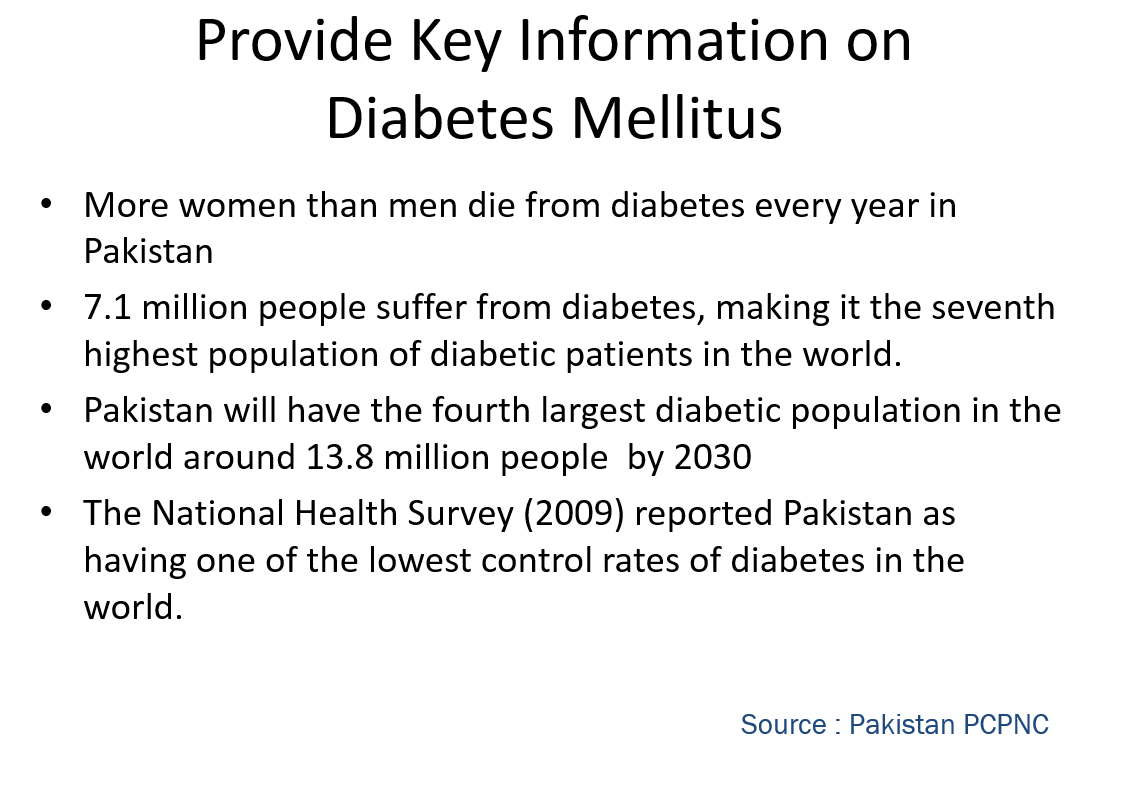 Provide Key Information on
Diabetes Mellitus
• More women than men die from diabetes every year in
Pakistan
• 7.1 million people suffer from diabetes, making it the seventh
highest population of diabetic patients in the world.
• Pakistan will have the fourth largest diabetic population in the
world around 13.8 million people  by 2030
• The National Health Survey (2009) reported Pakistan as
having one of the lowest control rates of diabetes in the
world.
Source : Pakistan PCPNC